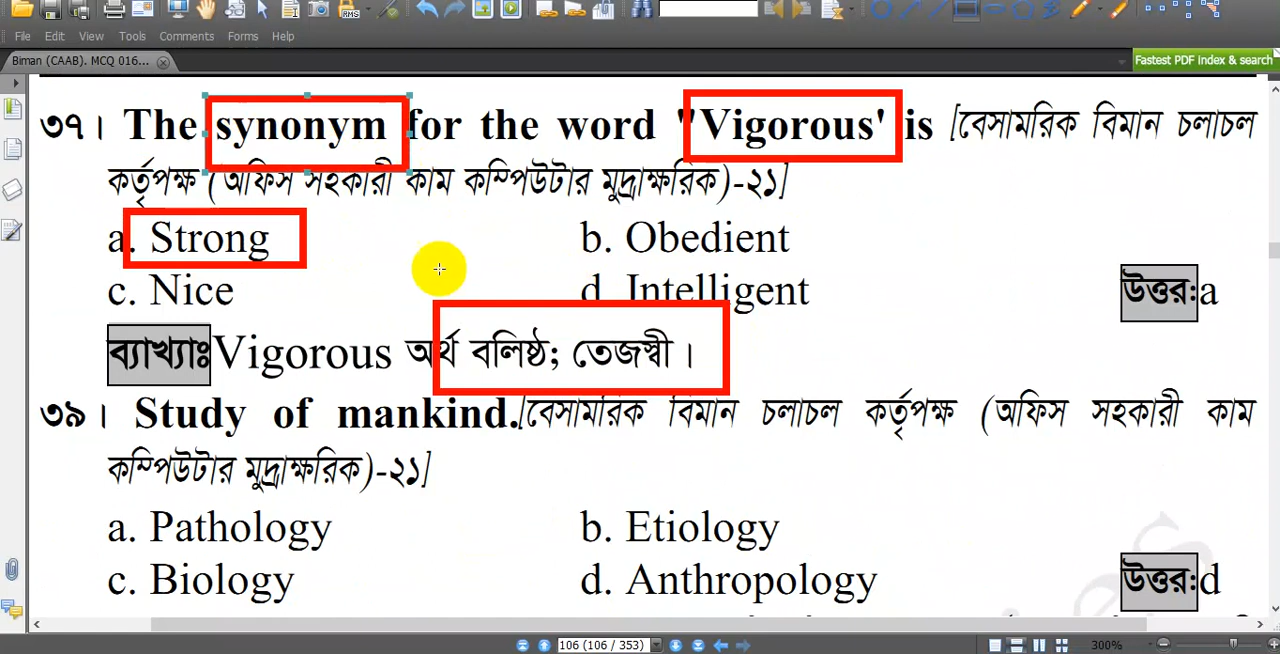 RMS
File Edit View Tools Comments Forms Help
Biman (CAAB). MCQ 016...
Fastest PDF index & search
৩৭। The synonym for the word "Vigorous' is [বেসামরিক বিমান চলাচল
কর্তৃপক্ষ (অফিস সহকারী কাম কম্পিউটার মুদ্রাক্ষরিক)-২১]
a. Strong b. Obedient
c. Nice d. Intelligent উত্তর:a
ব্যাখ্যাঃVigorous অর্থ বলিষ্ঠ; তেজস্বী।
৩৯। Study of mankind.[বেসামরিক বিমান চলাচল কর্তৃপক্ষ (অফিস সহকারী কাম
কম্পিউটার মুদ্রাক্ষরিক)-২১]
a. Pathology b. Etiology
c. Biology d. Anthropology উত্তর:d
106 (106 / 353) 300%